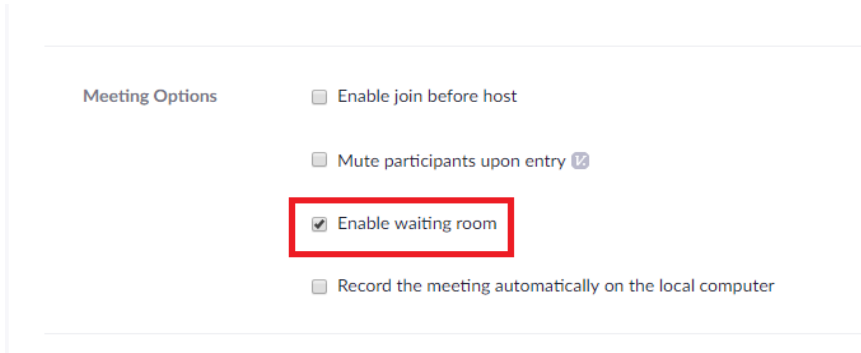 Meeting Options
Enable join before host
Mute participants upon entry
Enable waiting room
Record the meeting automatically on the local computer